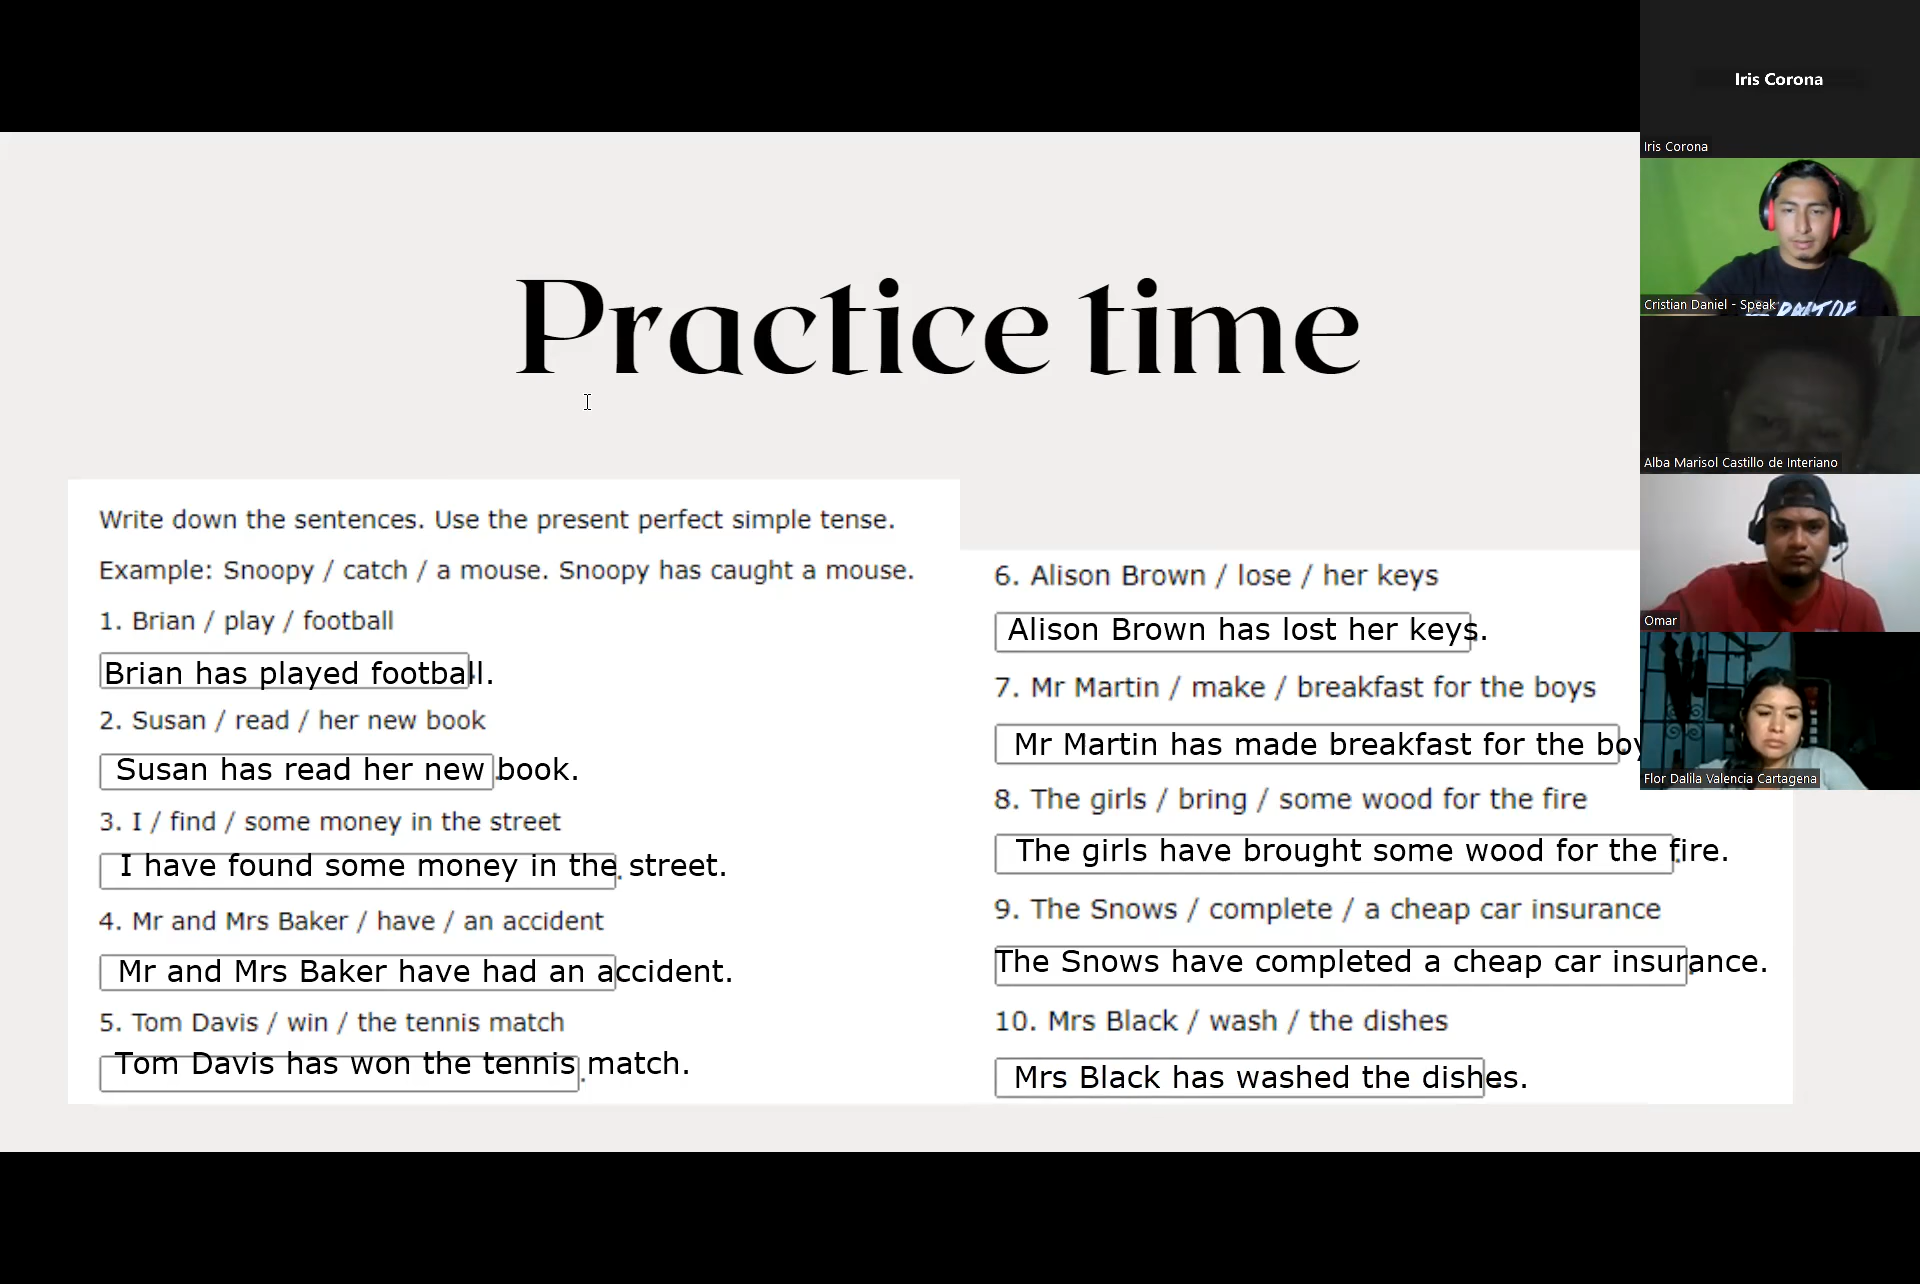 Practice time
Write down the sentences. Use the present perfect simple tense.
Example: Snoopy / catch / a mouse. Snoopy has caught a mouse.
1. Brian / play / football
Brian has played football.
2. Susan / read / her new book
Susan has read her new book.
3. I / find / some money in the street
I have found some money in the street.
4. Mr and Mrs Baker / have / an accident
Mr and Mrs Baker have had an accident.
5. Tom Davis / win / the tennis match
Tom Davis has won the tennis match.
6. Alison Brown / lose / her keys
Alison Brown has lost her keys.
7. Mr Martin / make / breakfast for the boys
Mr Martin has made breakfast for the
8. The girls / bring / some wood for the fire
The girls have brought some wood for the fire.
9. The Snows / complete / a cheap car insurance
The Snows have completed a cheap car insurance.
10. Mrs Black / wash / the dishes
Mrs Black has washed the dishes.
Iris Corona
Iris Corona
Cristian Daniel - Speak
Alba Marisol Castillo de Interiano
Omar
Flor Dalila Valencia Cartagena